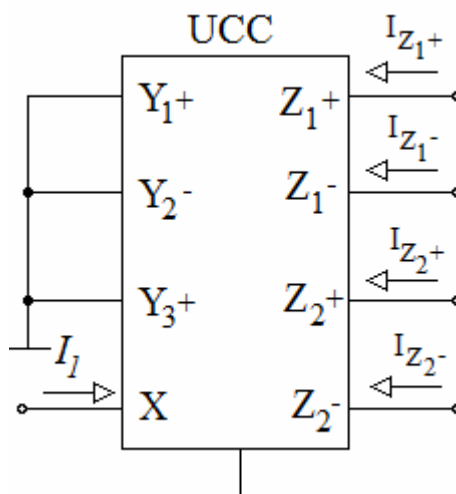 UCC
I_{Z_1+}
Y_1+ Z_1+
I_{Z_1-}
Y_2- Z_1-
I_{Z_2+}
Y_3+ Z_2+
I_1 I_{Z_2-}
X Z_2-